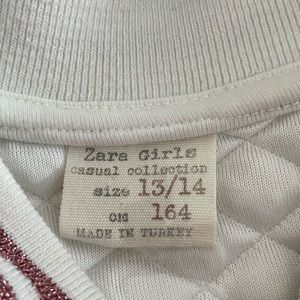 Zara Girls
casual collection
size 13/14
cm 164
MADE IN TURKEY